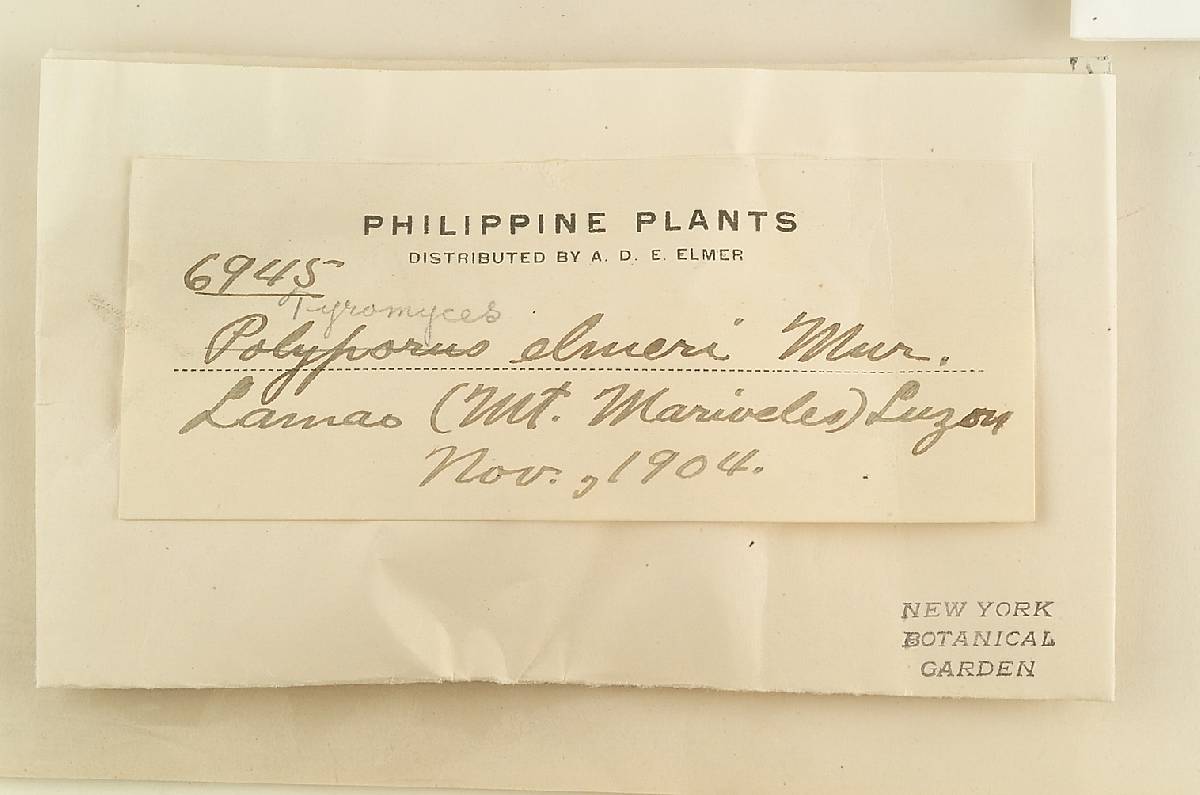 PHILIPPINE PLANTS
DISTRIBUTED BY A. D. E. ELMER
6945
Tyromyces
Polyporus elmeri Mur.
Lamao (Mt. Mariveles) Luzon
Nov., 1904.
NEW YORK
BOTANICAL
GARDEN